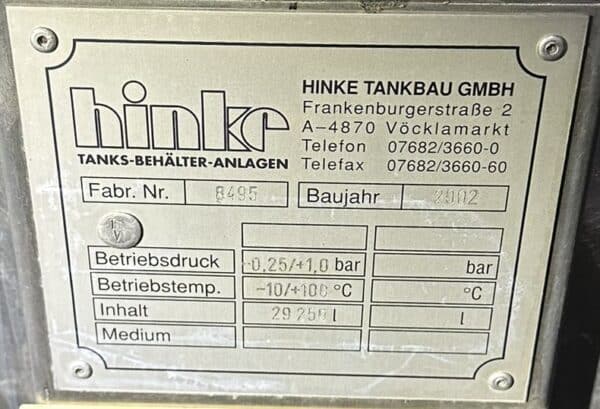 hinke
TANKS-BEHÄLTER-ANLAGEN
HINKE TANKBAU GMBH
Frankenburgerstraße 2
A-4870 Vöcklamarkt
Telefon 07682/3660-0
Telefax 07682/3660-60
Fabr. Nr. 8495 Baujahr 2002
Betriebsdruck -0,25/+1,0 bar bar
Betriebstemp. -10/+100 °C °C
Inhalt 29 250 l l
Medium